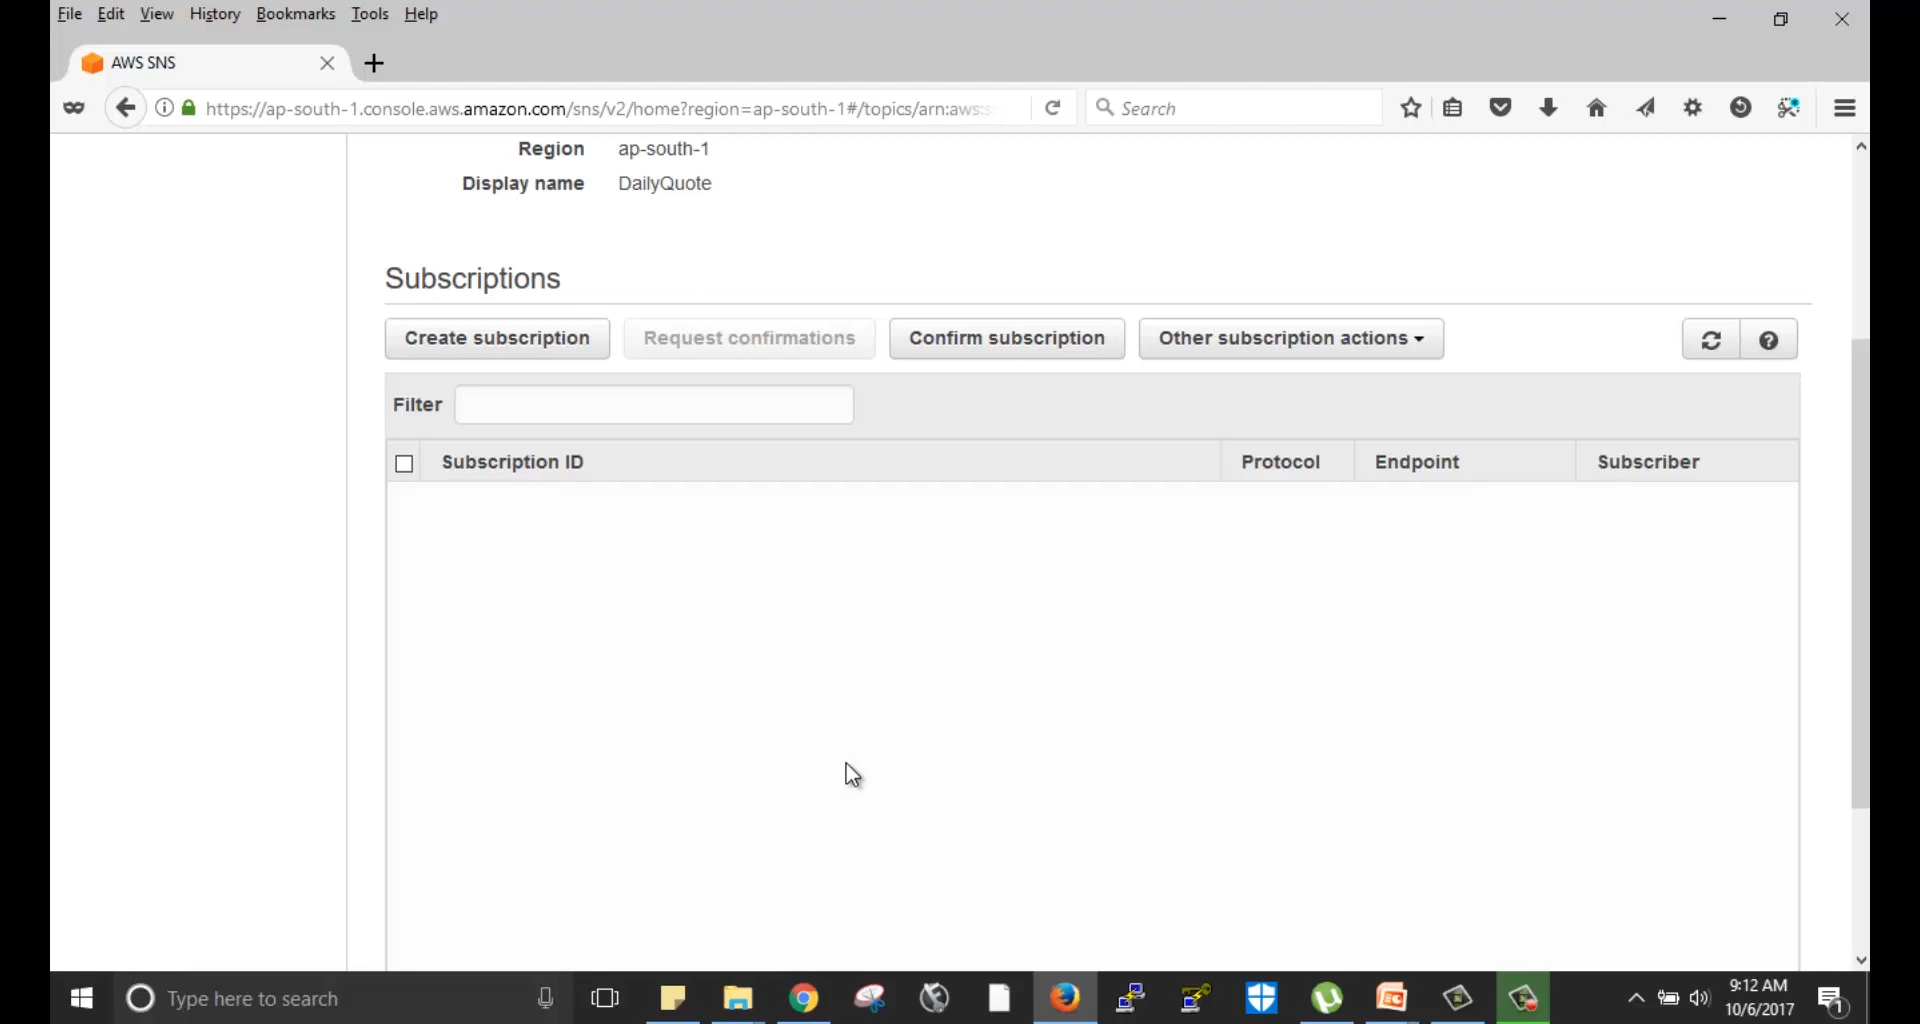 File Edit View History Bookmarks Tools Help
AWS SNS
https://ap-south-1.console.aws.amazon.com/sns/v2/home?region=ap-south-1#/topics/arn:aws:s
Search
Region ap-south-1
Display name DailyQuote
Subscriptions
Create subscription Request confirmations Confirm subscription Other subscription actions
Filter
Subscription ID Protocol Endpoint Subscriber
Type here to search
9:12 AM
10/6/2017
1